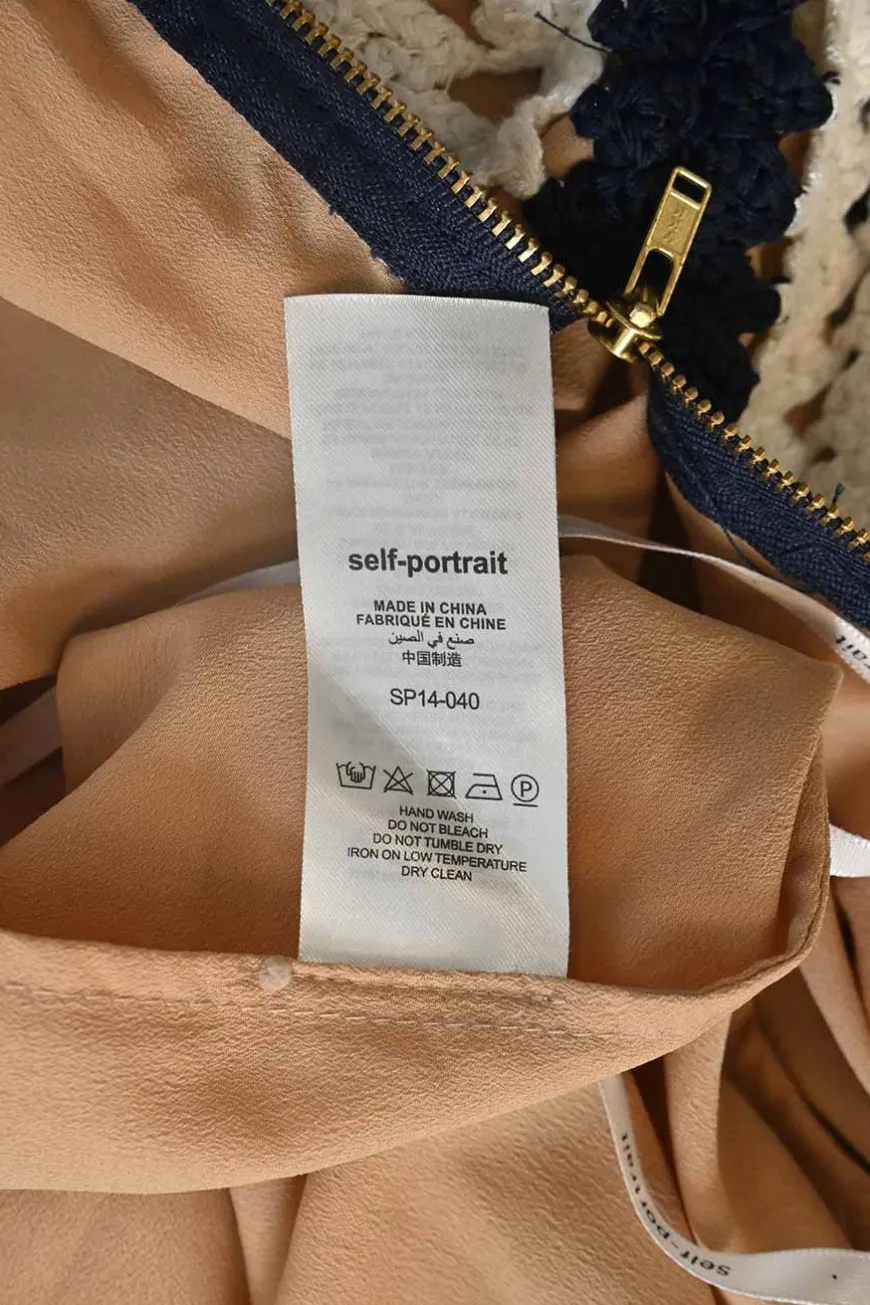 self-portrait
MADE IN CHINA
FABRIQUÉ EN CHINE
صنع في الصين
中国制造
SP14-040
P
HAND WASH
DO NOT BLEACH
DO NOT TUMBLE DRY
IRON ON LOW TEMPERATURE
DRY CLEAN
rait
self-portrait